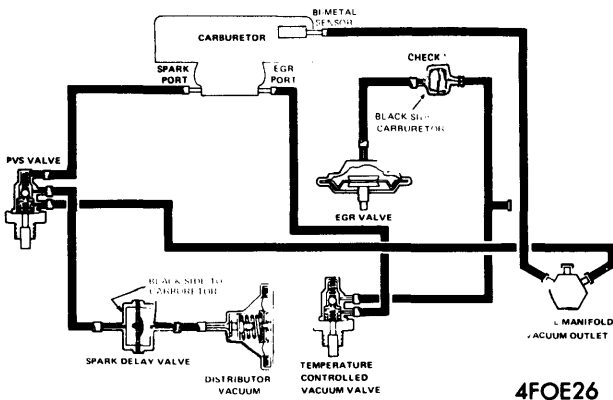 BI-METAL
SENSOR
CARBURETOR
SPARK
PORT
EGR
PORT
CHECK
BLACK SIDE
CARBURETOR
PVS VALVE
EGR VALVE
BLACK SIDE TO
CARBURETOR
SPARK DELAY VALVE
DISTRIBUTOR
VACUUM
TEMPERATURE
CONTROLLED
VACUUM VALVE
MANIFOLD
VACUUM OUTLET
4FOE26